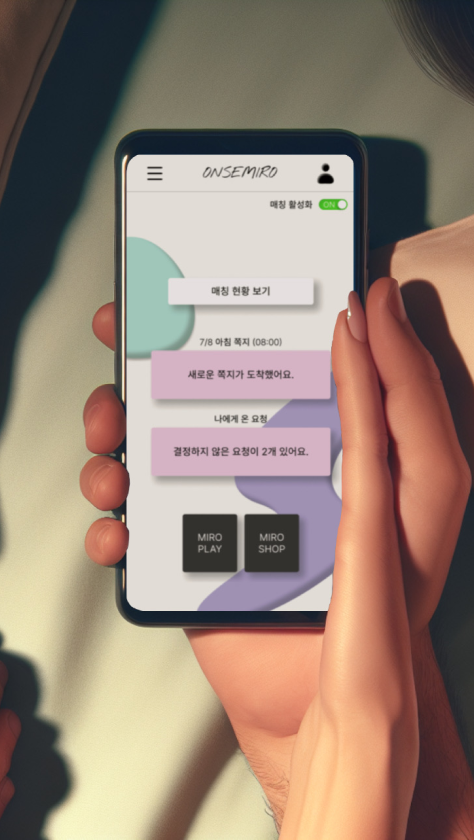 ONSEMIRO
매칭 활성화 ON
매칭 현황 보기
7/8 아침 쪽지 (08:00)
새로운 쪽지가 도착했어요.
나에게 온 요청
결정하지 않은 요청이 2개 있어요.
MIRO
PLAY
MIRO
SHOP